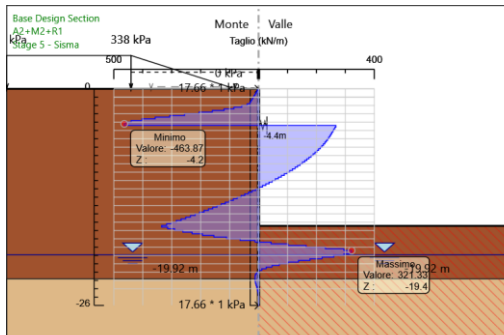 Base Design Section
A2+M2+R1
Stage 5 - Sisma
kPa
338 kPa
Monte
Valle
Taglio (kN/m)
500
400
0 kPa
0
17.66 * 1 kPa
Minimo
Valore: -463.87
Z : -4.2
-4.4m
-19.92 m
Massimo
Valore: 321.33
Z : -19.4
-26
17.66 * 1 kPa